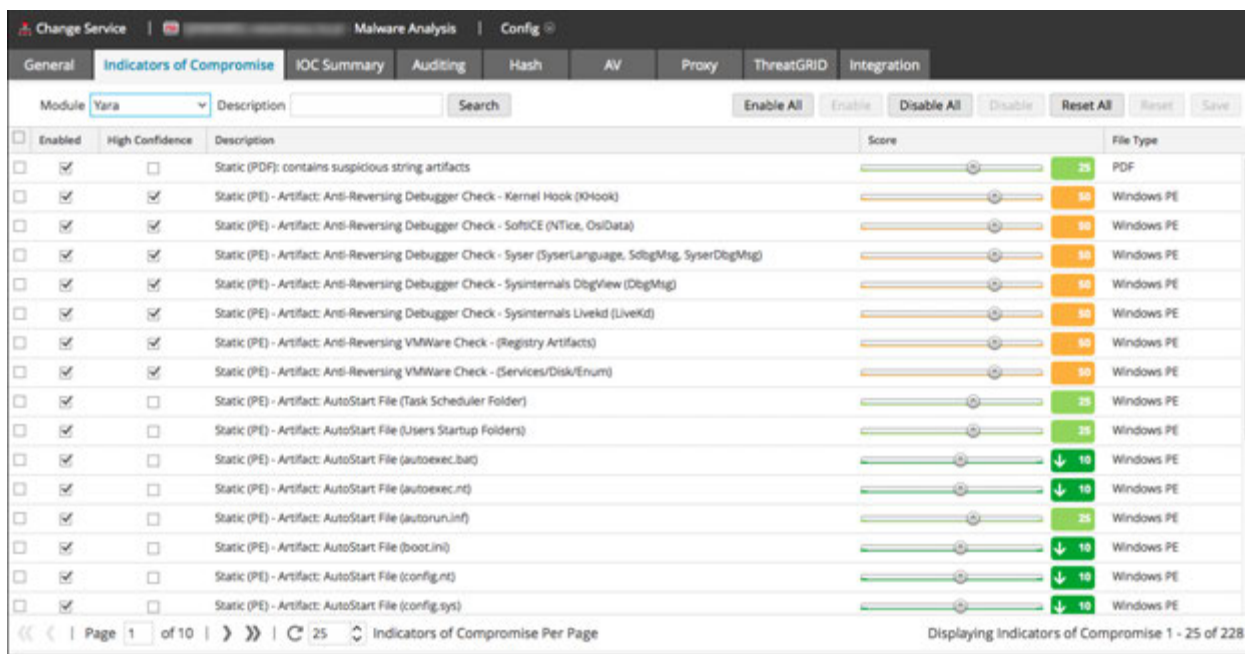 Change Service | Malware Analysis | Config
General Indicators of Compromise IOC Summary Auditing Hash AV Proxy ThreatGRID Integration
Module Yara Description Search Enable All Enable Disable All Disable Reset All Reset Save
Enabled High Confidence Description Score File Type
Static (PDF): contains suspicious string artifacts 25 PDF
Static (PE) - Artifact: Anti-Reversing Debugger Check - Kernel Hook (KHook) 50 Windows PE
Static (PE) - Artifact: Anti-Reversing Debugger Check - SoftICE (NTice, OsiData) 50 Windows PE
Static (PE) - Artifact: Anti-Reversing Debugger Check - Syser (SyserLanguage, SdbgMsg, SyserDbgMsg) 50 Windows PE
Static (PE) - Artifact: Anti-Reversing Debugger Check - Sysinternals DbgView (DbgMsg) 50 Windows PE
Static (PE) - Artifact: Anti-Reversing Debugger Check - Sysinternals Livekd (LiveKd) 50 Windows PE
Static (PE) - Artifact: Anti-Reversing VMWare Check - (Registry Artifacts) 50 Windows PE
Static (PE) - Artifact: Anti-Reversing VMWare Check - (Services/Disk/Enum) 50 Windows PE
Static (PE) - Artifact: AutoStart File (Task Scheduler Folder) 25 Windows PE
Static (PE) - Artifact: AutoStart File (Users Startup Folders) 25 Windows PE
Static (PE) - Artifact: AutoStart File (autoexec.bat) 10 Windows PE
Static (PE) - Artifact: AutoStart File (autoexec.nt) 10 Windows PE
Static (PE) - Artifact: AutoStart File (autorun.inf) 25 Windows PE
Static (PE) - Artifact: AutoStart File (boot.ini) 10 Windows PE
Static (PE) - Artifact: AutoStart File (config.nt) 10 Windows PE
Static (PE) - Artifact: AutoStart File (config.sys) 10 Windows PE
Page 1 of 10 | 25 Indicators of Compromise Per Page Displaying Indicators of Compromise 1 - 25 of 228